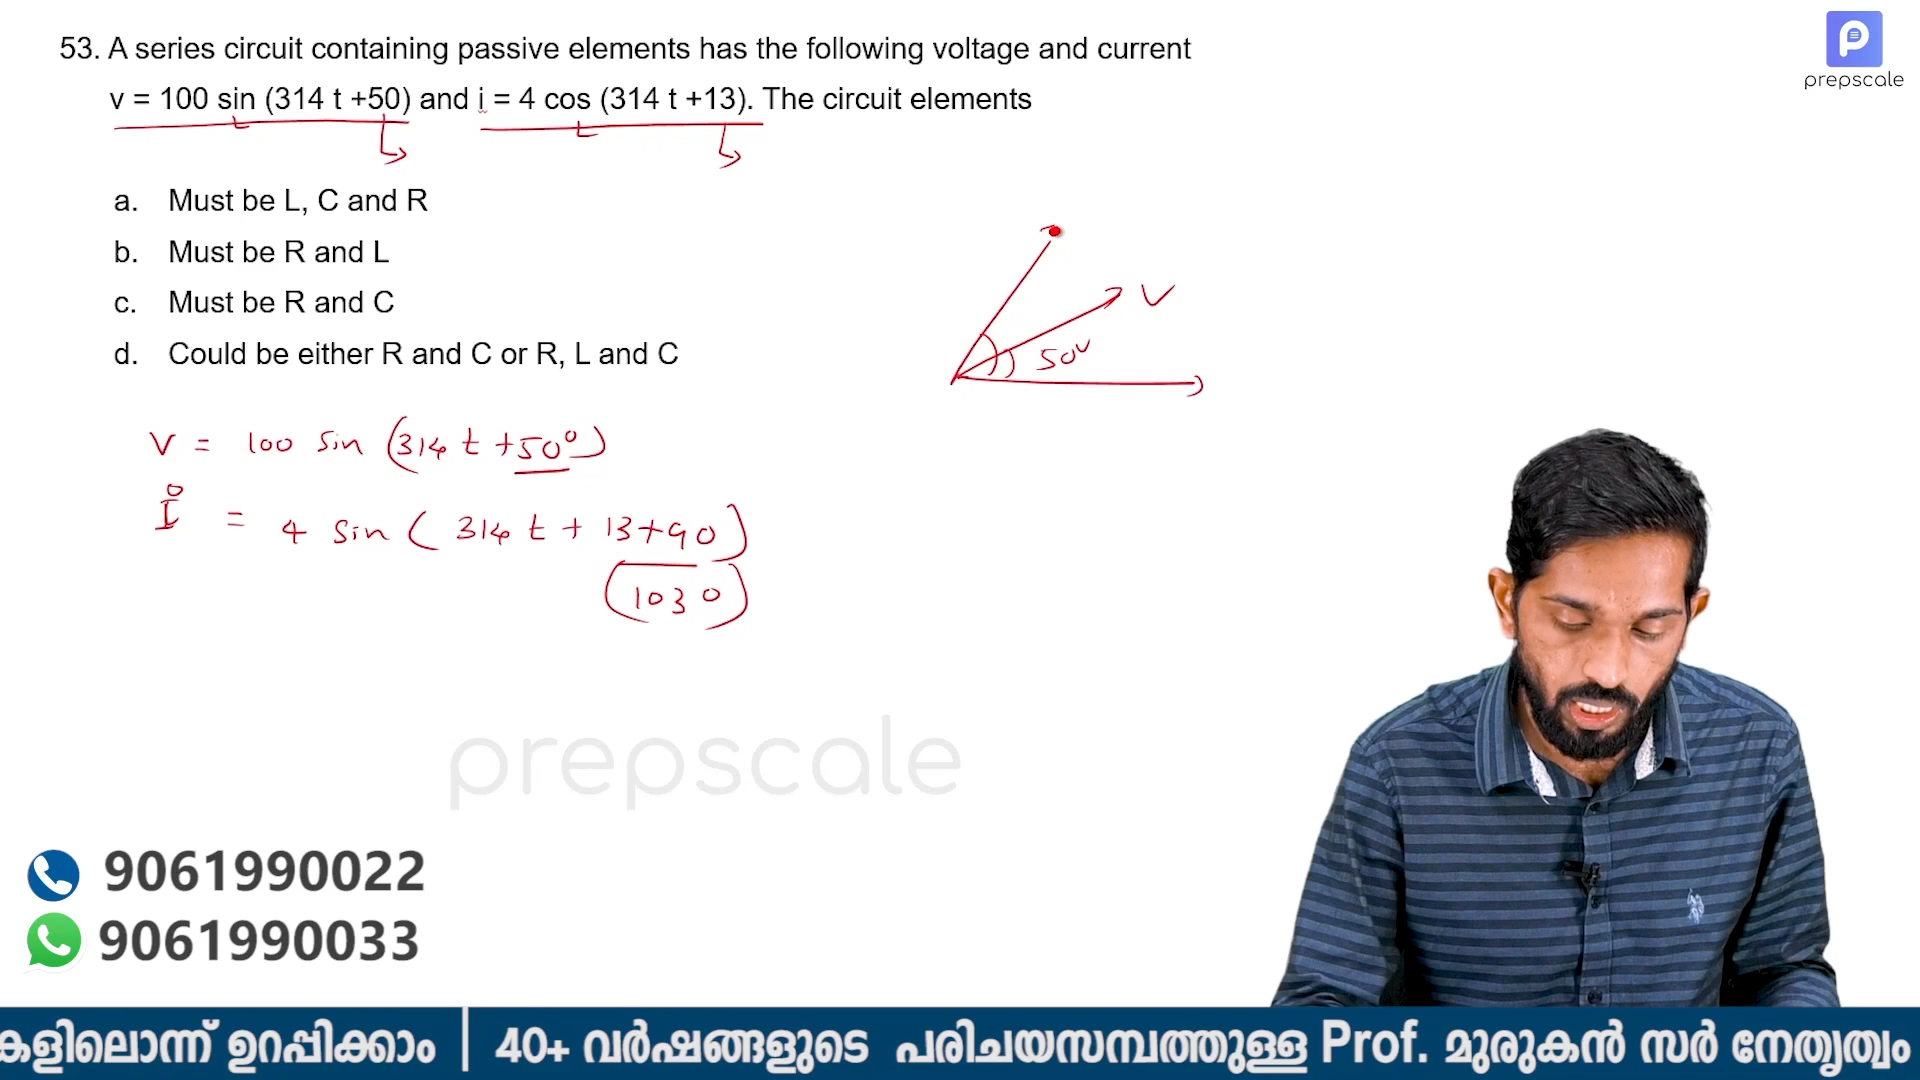 53. A series circuit containing passive elements has the following voltage and current
v = 100 sin (314 t +50) and i = 4 cos (314 t +13). The circuit elements
a. Must be L, C and R
b. Must be R and L
c. Must be R and C
d. Could be either R and C or R, L and C
prepscale
V
50°
V = 100 sin (314 t + 50°)
i = 4 sin ( 314 t + 13+90 )
(103°)
prepscale
9061990022
9061990033
കളിലൊന്ന് ഉറപ്പിക്കാം | 40+ വർഷങ്ങളുടെ പരിചയസമ്പത്തുള്ള Prof. മുരുകൻ സർ നേതൃത്വം